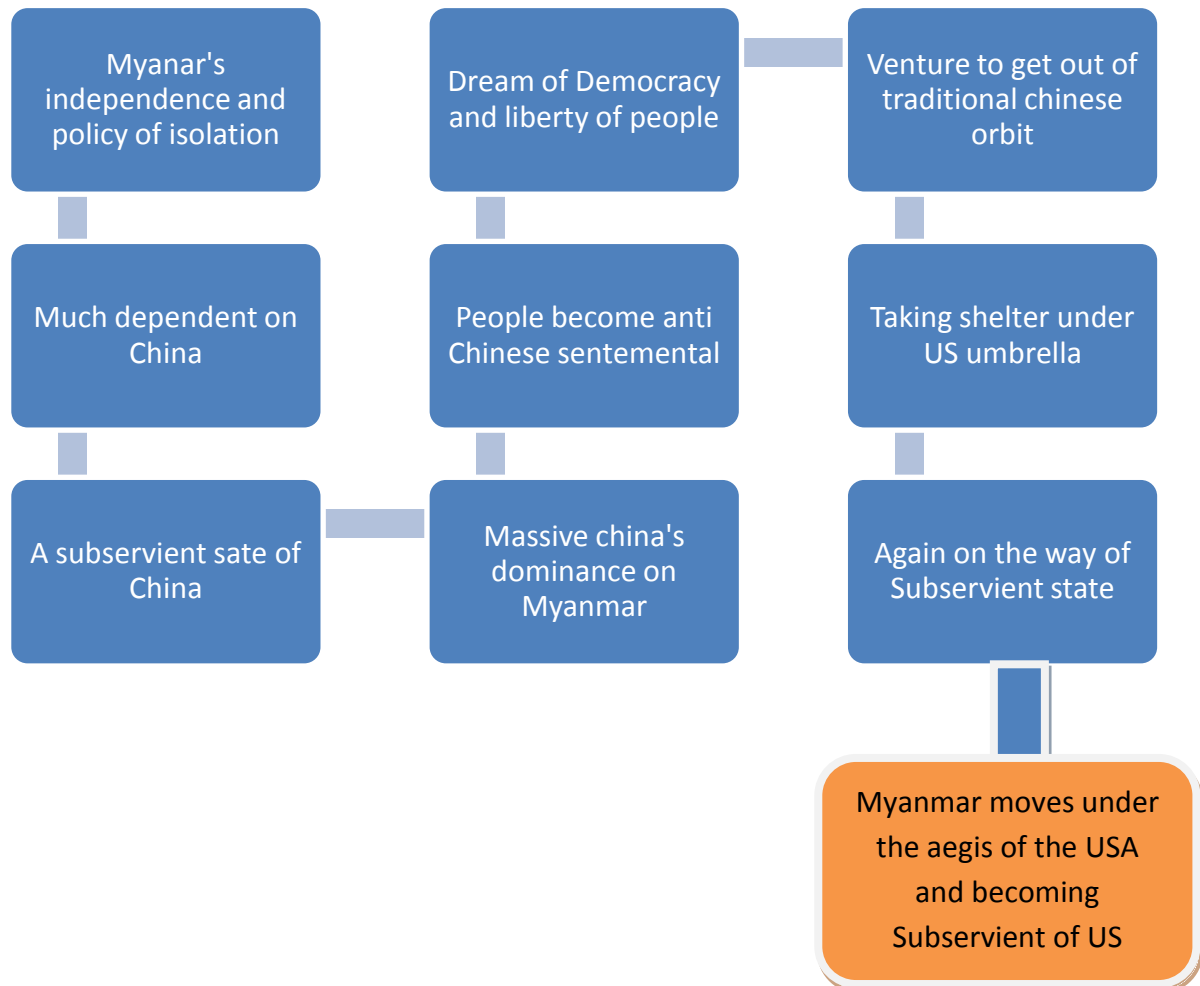 Myanar's
independence and
policy of isolation
Much dependent on
China
A subservient sate of
China
Massive china's
dominance on
Myanmar
People become anti
Chinese sentemental
Dream of Democracy
and liberty of people
Venture to get out of
traditional chinese
orbit
Taking shelter under
US umbrella
Again on the way of
Subservient state
Myanmar moves under
the aegis of the USA
and becoming
Subservient of US